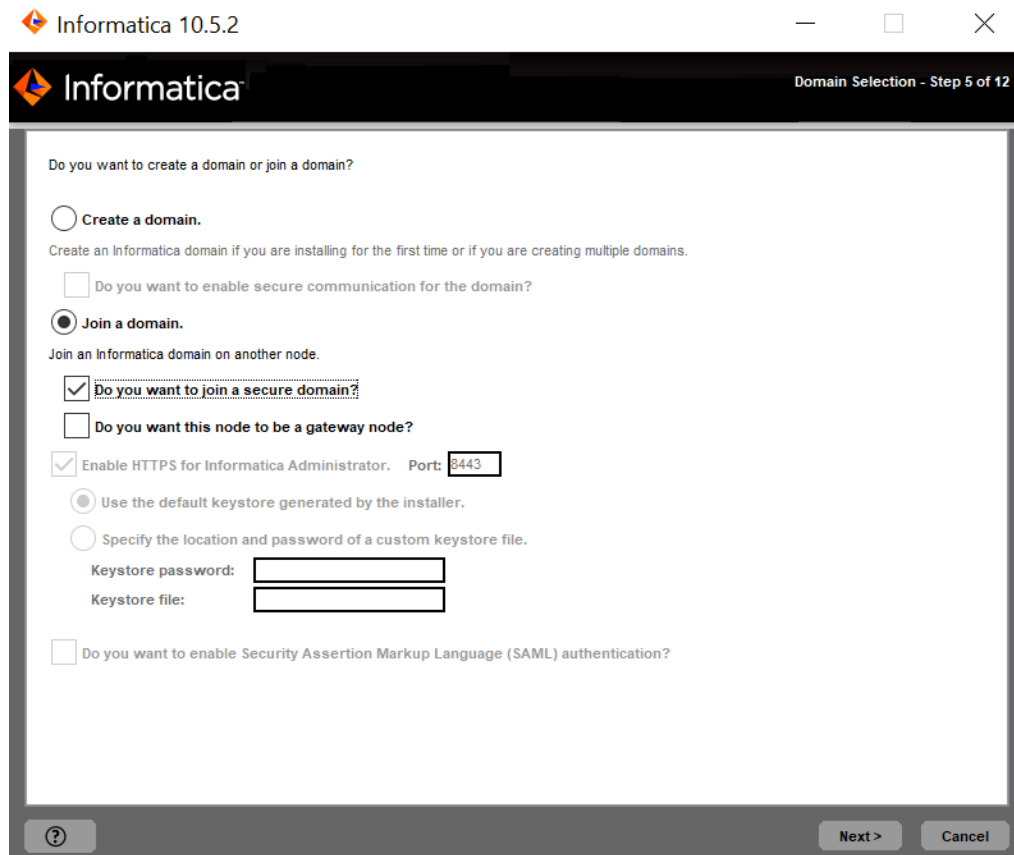 Informatica 10.5.2
Informatica
Domain Selection - Step 5 of 12
Do you want to create a domain or join a domain?
Create a domain.
Create an Informatica domain if you are installing for the first time or if you are creating multiple domains.
Do you want to enable secure communication for the domain?
Join a domain.
Join an Informatica domain on another node.
Do you want to join a secure domain?
Do you want this node to be a gateway node?
Enable HTTPS for Informatica Administrator. Port: 8443
Use the default keystore generated by the installer.
Specify the location and password of a custom keystore file.
Keystore password:
Keystore file:
Do you want to enable Security Assertion Markup Language (SAML) authentication?
?
Next >
Cancel